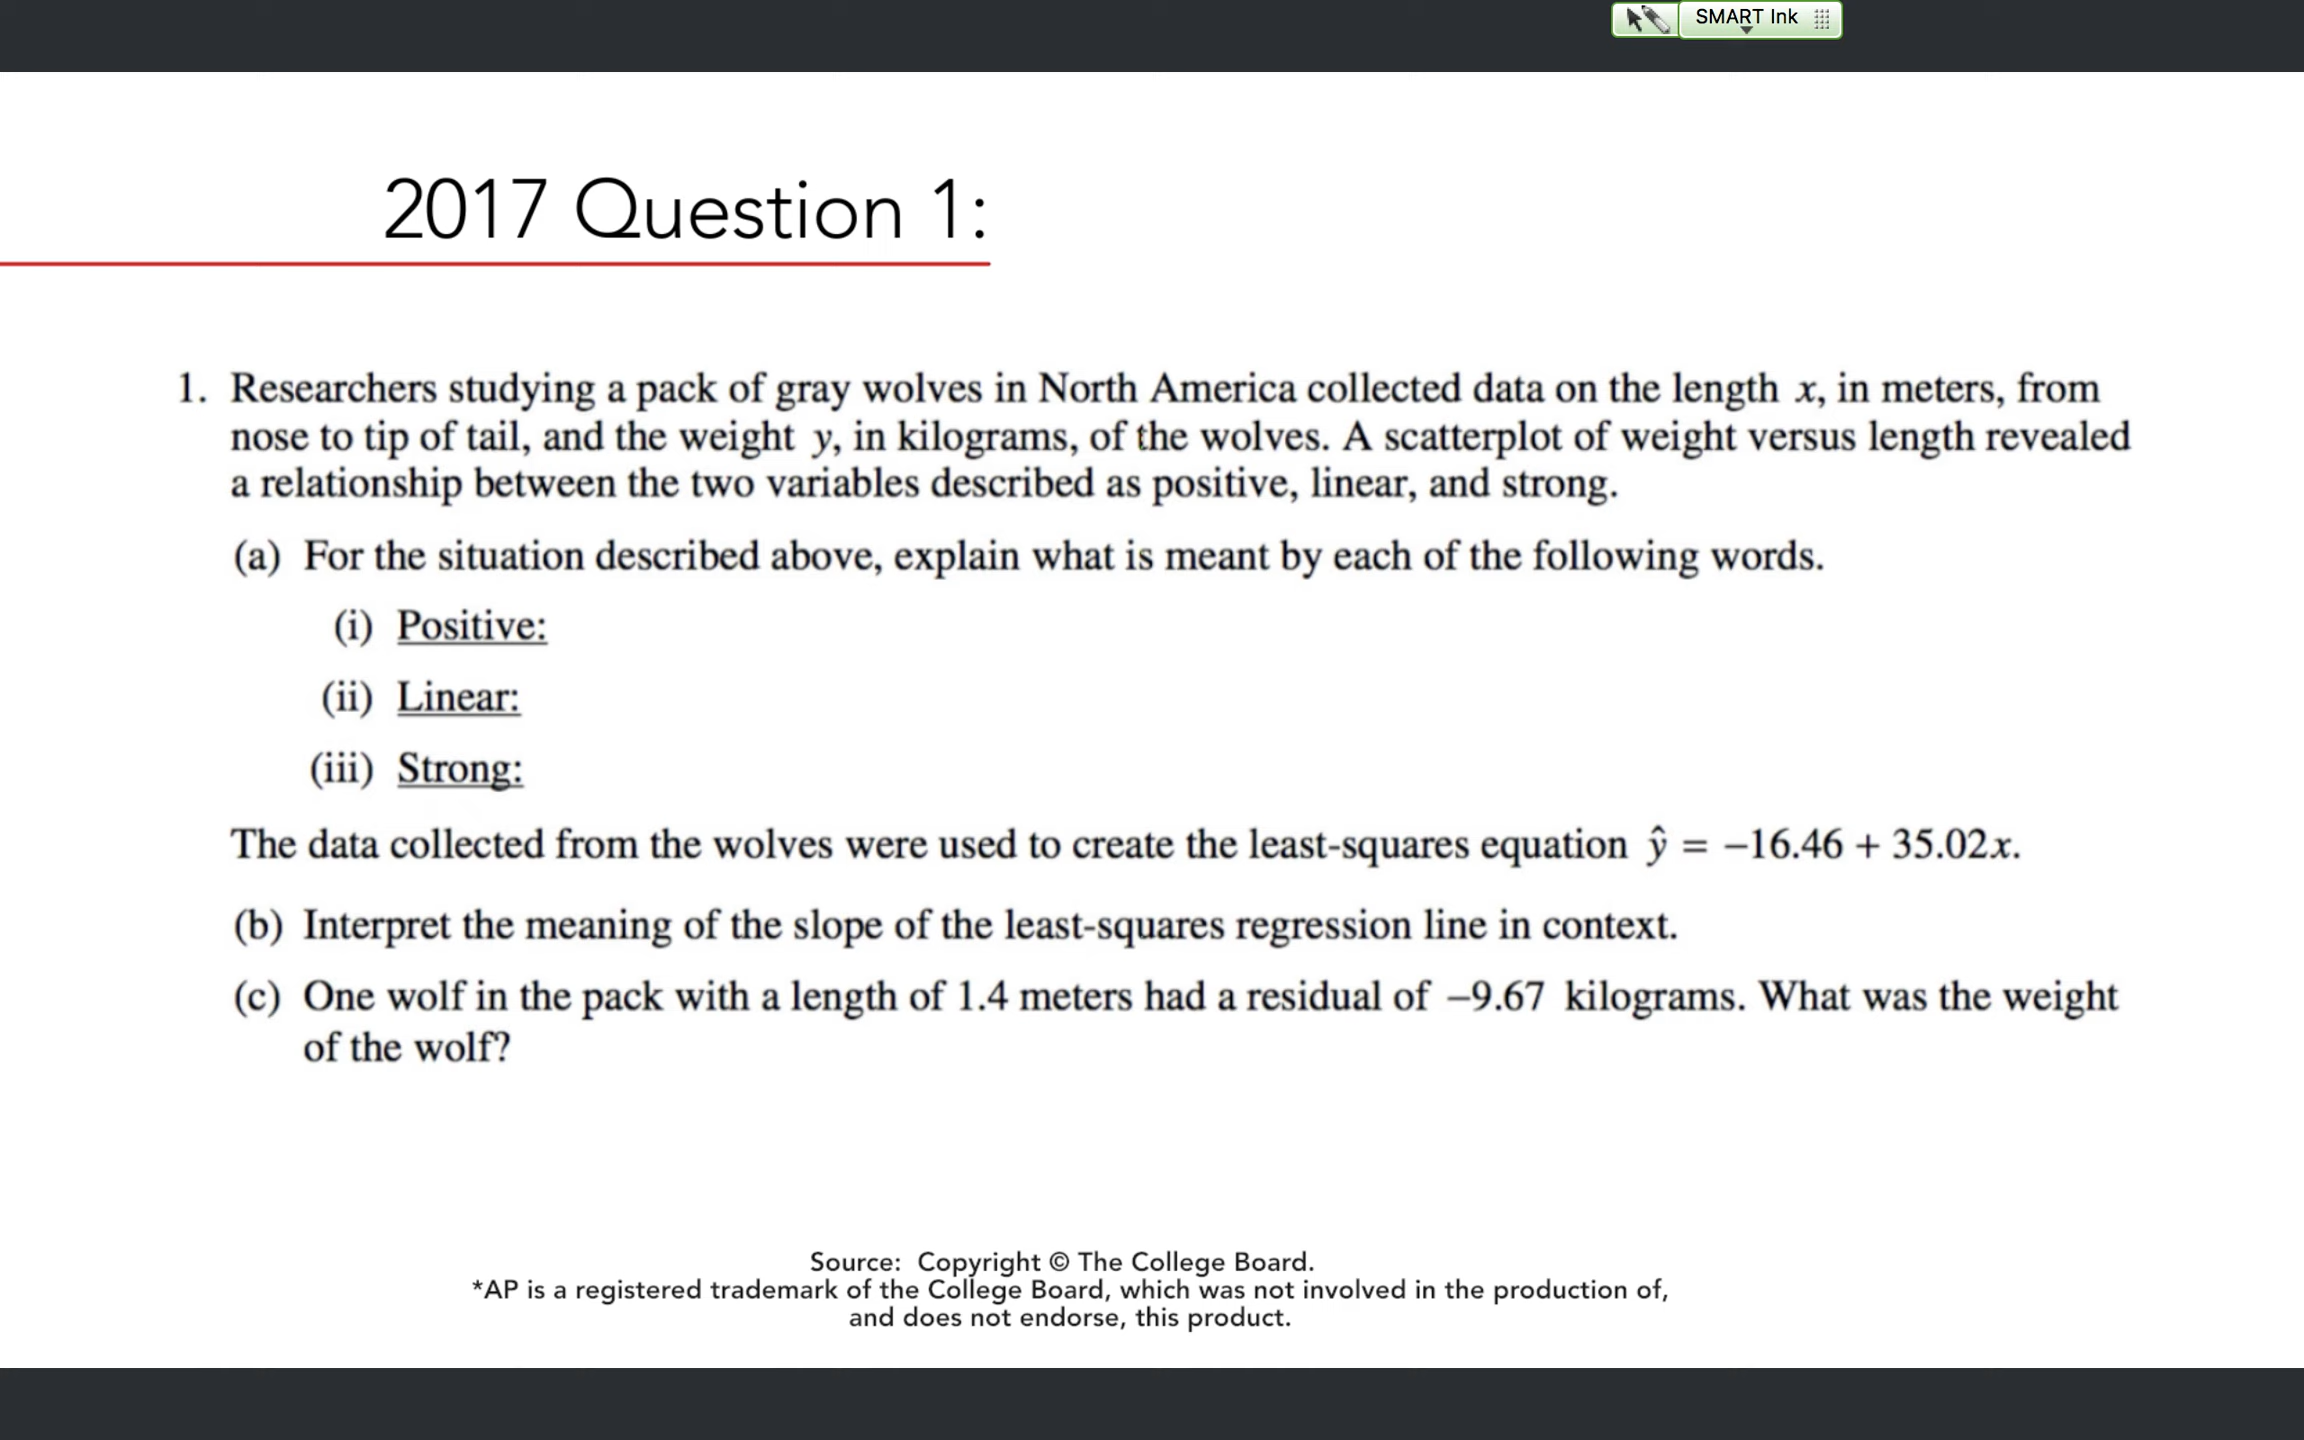 SMART Ink
2017 Question 1:
1. Researchers studying a pack of gray wolves in North America collected data on the length x, in meters, from
nose to tip of tail, and the weight y, in kilograms, of the wolves. A scatterplot of weight versus length revealed
a relationship between the two variables described as positive, linear, and strong.
(a) For the situation described above, explain what is meant by each of the following words.
(i) Positive:
(ii) Linear:
(iii) Strong:
The data collected from the wolves were used to create the least-squares equation ŷ = −16.46 + 35.02x.
(b) Interpret the meaning of the slope of the least-squares regression line in context.
(c) One wolf in the pack with a length of 1.4 meters had a residual of −9.67 kilograms. What was the weight
of the wolf?
Source: Copyright © The College Board.
*AP is a registered trademark of the College Board, which was not involved in the production of,
and does not endorse, this product.